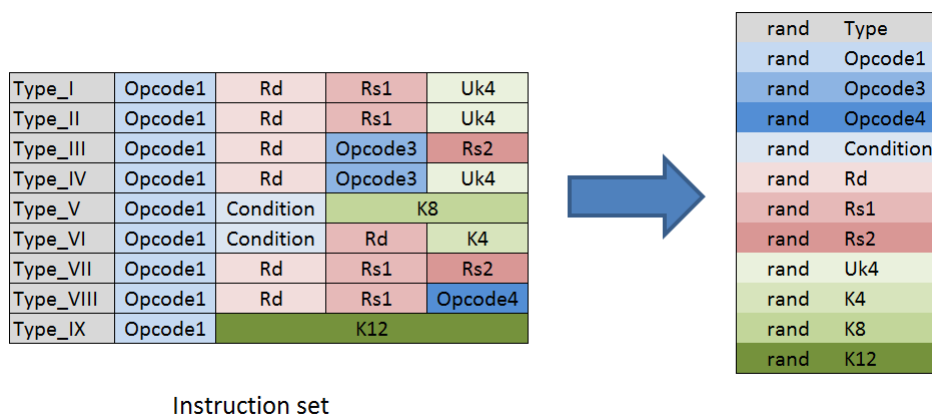 Type_I Opcode1 Rd Rs1 Uk4
Type_II Opcode1 Rd Rs1 Uk4
Type_III Opcode1 Rd Opcode3 Rs2
Type_IV Opcode1 Rd Opcode3 Uk4
Type_V Opcode1 Condition K8
Type_VI Opcode1 Condition Rd K4
Type_VII Opcode1 Rd Rs1 Rs2
Type_VIII Opcode1 Rd Rs1 Opcode4
Type_IX Opcode1 K12
Instruction set
rand Type
rand Opcode1
rand Opcode3
rand Opcode4
rand Condition
rand Rd
rand Rs1
rand Rs2
rand Uk4
rand K4
rand K8
rand K12